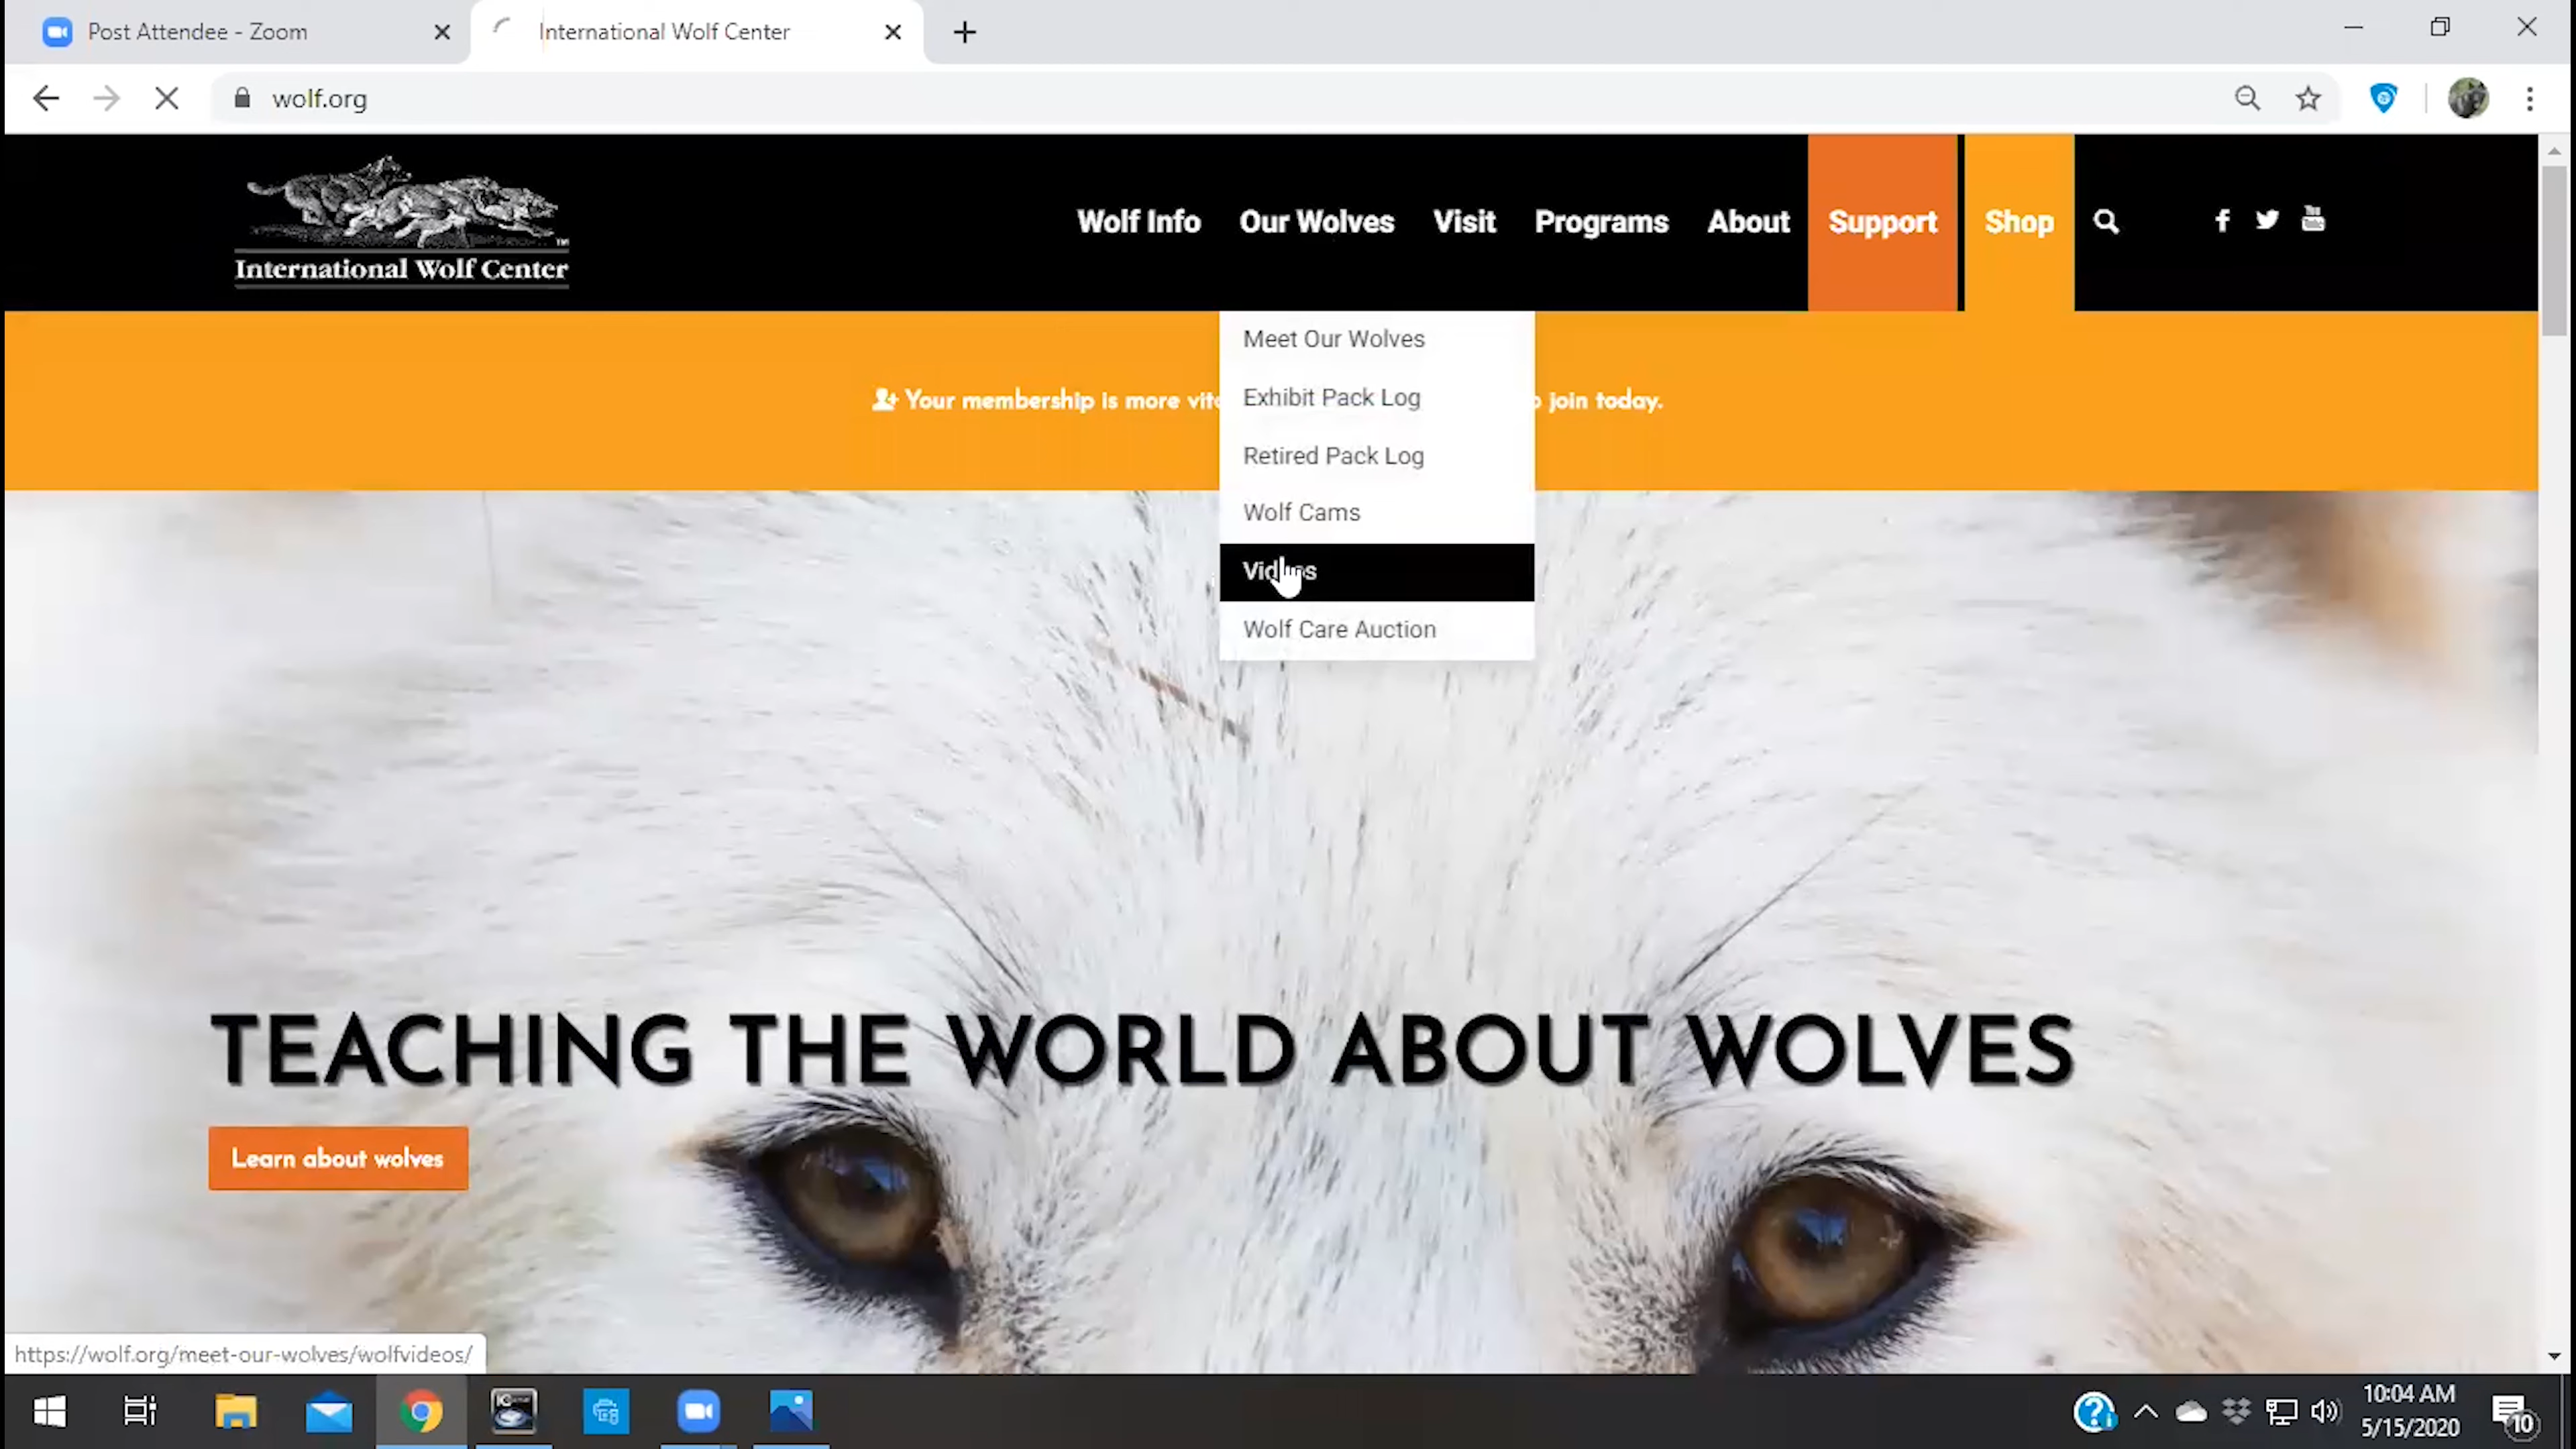 Post Attendee - Zoom
International Wolf Center
wolf.org
International Wolf Center
Wolf Info Our Wolves Visit Programs About Support Shop
Meet Our Wolves
Exhibit Pack Log
Your membership is more join today.
Retired Pack Log
Wolf Cams
Videos
Wolf Care Auction
TEACHING THE WORLD ABOUT WOLVES
Learn about wolves
https://wolf.org/meet-our-wolves/wolfvideos/
10:04 AM
5/15/2020
10